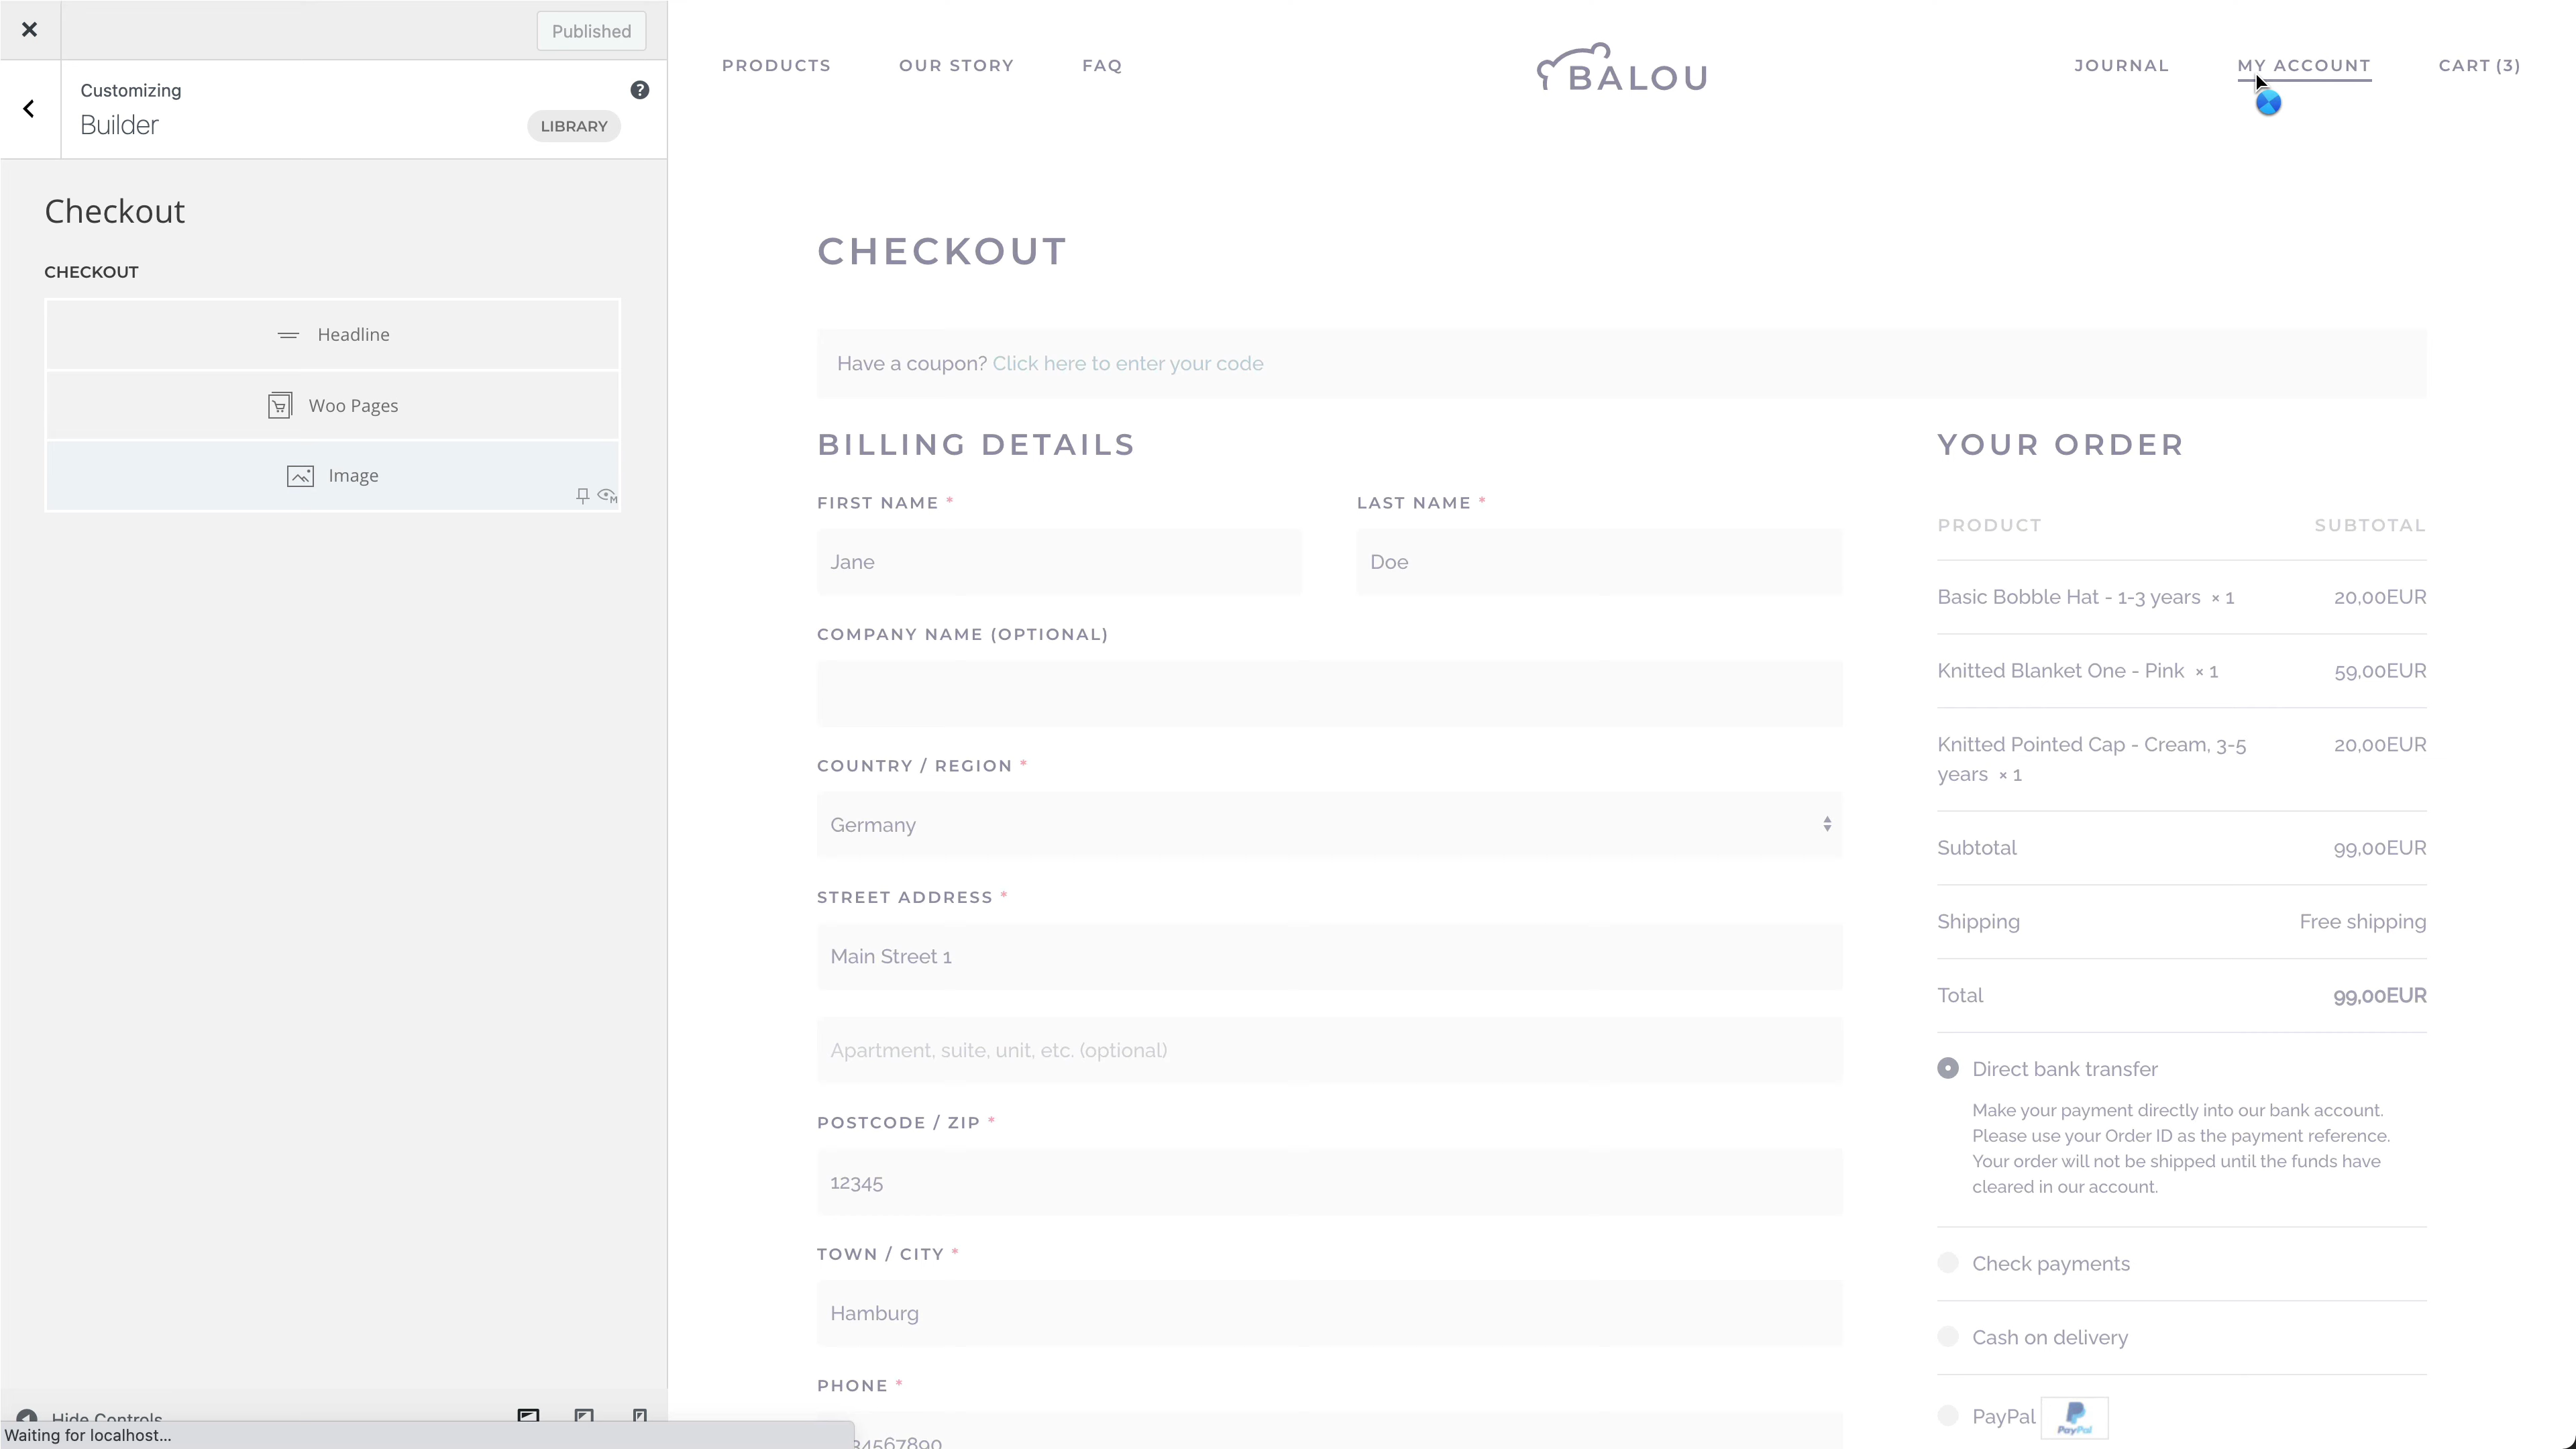 Published
Customizing
Builder
LIBRARY
Checkout
CHECKOUT
Headline
Woo Pages
Image
M
Hide Controls
Waiting for localhost...
PRODUCTS
OUR STORY
FAQ
BALOU
JOURNAL
MY ACCOUNT
CART (3)
CHECKOUT
Have a coupon? Click here to enter your code
BILLING DETAILS
FIRST NAME *
LAST NAME *
Jane
Doe
COMPANY NAME (OPTIONAL)
COUNTRY / REGION *
Germany
STREET ADDRESS *
Main Street 1
Apartment, suite, unit, etc. (optional)
POSTCODE / ZIP *
12345
TOWN / CITY *
Hamburg
PHONE *
34567890
YOUR ORDER
PRODUCT SUBTOTAL
Basic Bobble Hat - 1-3 years × 1 20,00EUR
Knitted Blanket One - Pink × 1 59,00EUR
Knitted Pointed Cap - Cream, 3-5 20,00EUR
years × 1
Subtotal 99,00EUR
Shipping Free shipping
Total 99,00EUR
Direct bank transfer
Make your payment directly into our bank account.
Please use your Order ID as the payment reference.
Your order will not be shipped until the funds have
cleared in our account.
Check payments
Cash on delivery
PayPal
PayPal